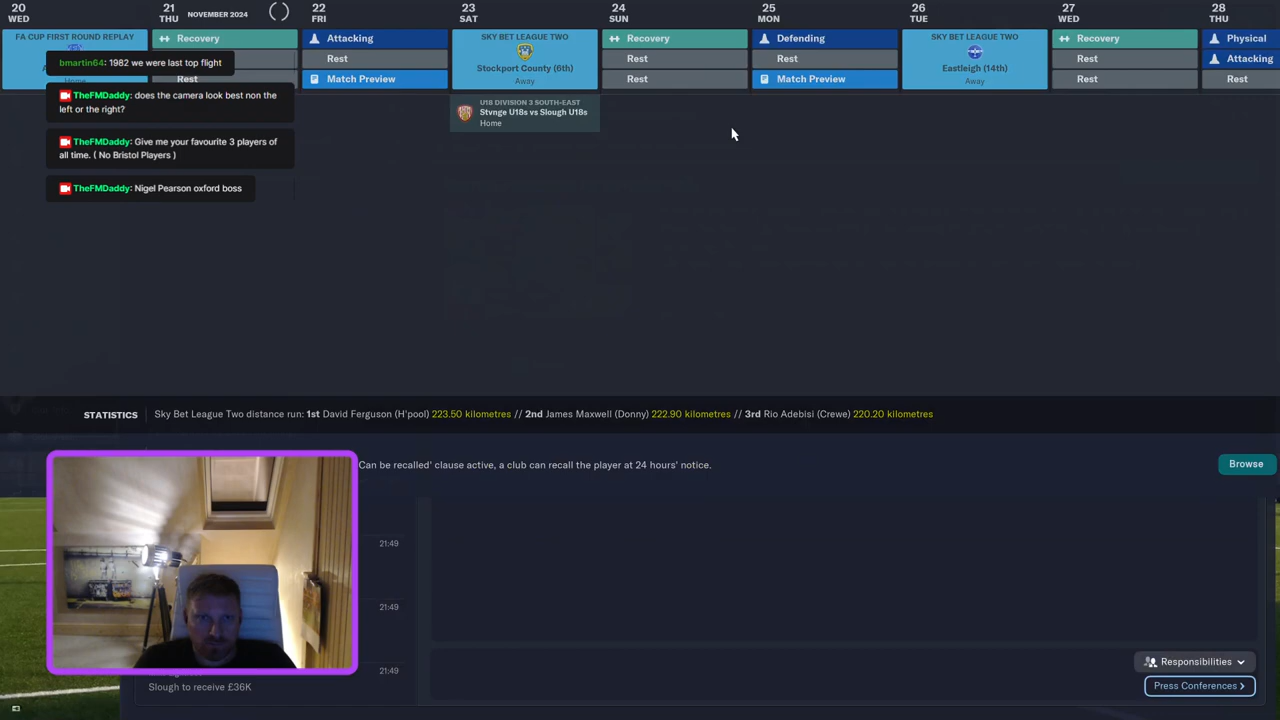 20
WED
21
THU
NOVEMBER 2024
22
FRI
23
SAT
24
SUN
25
MON
26
TUE
27
WED
28
THU
FA CUP FIRST ROUND REPLAY
Home
Recovery
Rest
Attacking
Rest
Match Preview
SKY BET LEAGUE TWO
Stockport County (6th)
Away
Recovery
Rest
Rest
Defending
Rest
Match Preview
SKY BET LEAGUE TWO
Eastleigh (14th)
Away
Recovery
Rest
Rest
Physical
Attacking
Rest
U18 DIVISION 3 SOUTH-EAST
Stvnge U18s vs Slough U18s
Home
bmartin64: 1982 we were last top flight
TheFMDaddy: does the camera look best non the
left or the right?
TheFMDaddy: Give me your favourite 3 players
of all time. ( No Bristol Players )
TheFMDaddy: Nigel Pearson oxford boss
STATISTICS
Sky Bet League Two distance run: 1st David Ferguson (H'pool) 223.50 kilometres // 2nd James Maxwell (Donny) 222.90 kilometres // 3rd Rio Adebisi (Crewe) 220.20 kilometres
Can be recalled' clause active, a club can recall the player at 24 hours' notice.
Browse
21:49
21:49
21:49
Slough to receive £36K
Responsibilities
Press Conferences >